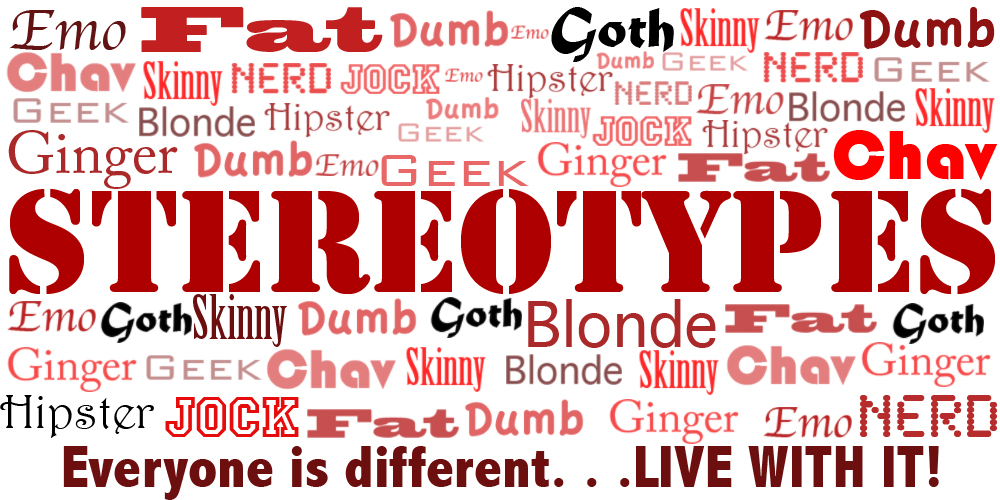 Emo Fat Dumb Emo Goth Skinny Emo Dumb
Chav Skinny NERD JOCK Emo Hipster Dumb GEEK NERD GEEK
GEEK Blonde Hipster Dumb GEEK Skinny JOCK NERD Emo Hipster Blonde Skinny
Ginger Dumb Emo GEEK Ginger Fat Chav
STEREOTYPES
Emo Goth Skinny Dumb Goth Blonde Fat Goth
Ginger GEEK Chav Skinny Blonde Skinny Chav Ginger
Hipster JOCK Fat Dumb Ginger Emo NERD
Everyone is different. . .LIVE WITH IT!